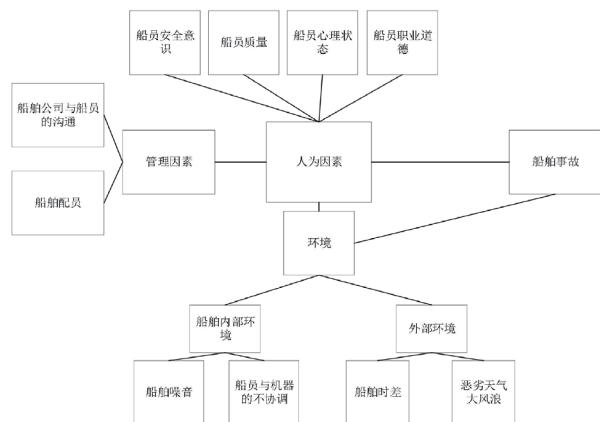 船员安全意
识
船员质量
船员心理状
态
船员职业道
德
船舶公司与船员
的沟通
管理因素
人为因素
船舶事故
船舶配员
环境
船舶内部环
境
外部环境
船舶噪音
船员与机器
的不协调
船舶时差
恶劣天气
大风浪